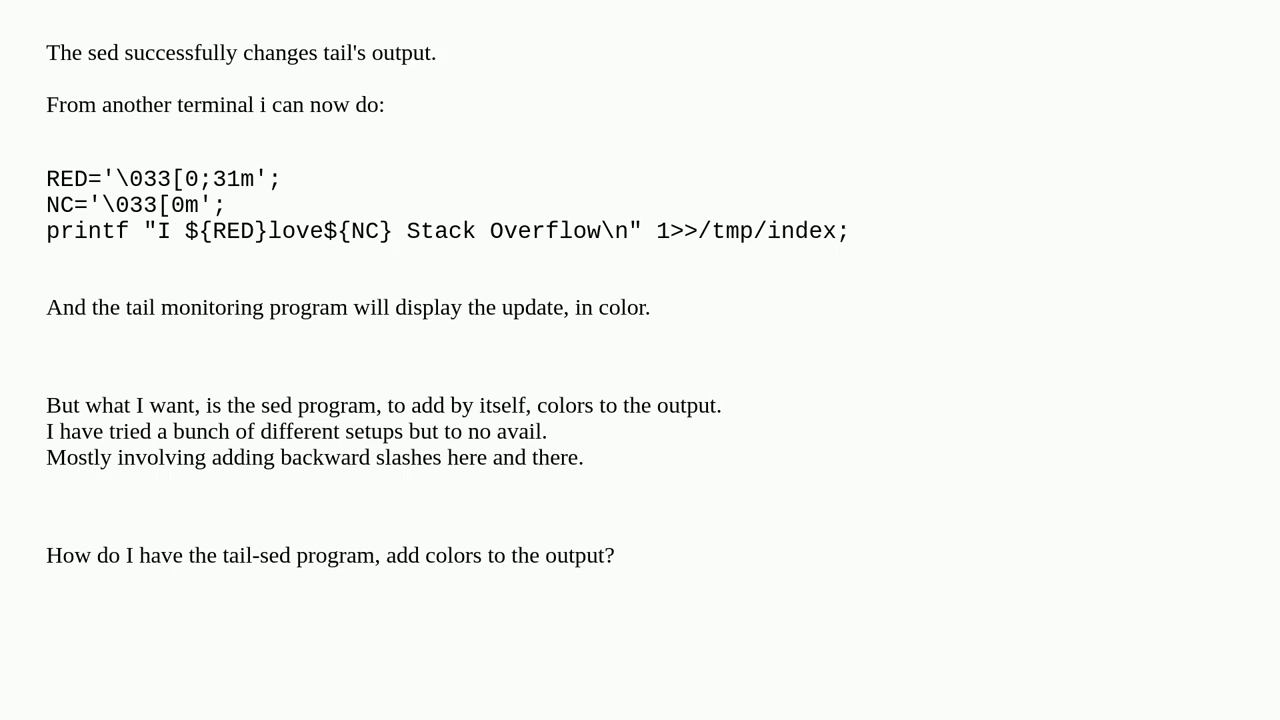 The sed successfully changes tail's output.
From another terminal i can now do:
RED='\033[0;31m';
NC='\033[0m';
printf "I ${RED}love${NC} Stack Overflow\n" 1>>/tmp/index;
And the tail monitoring program will display the update, in color.
But what I want, is the sed program, to add by itself, colors to the output.
I have tried a bunch of different setups but to no avail.
Mostly involving adding backward slashes here and there.
How do I have the tail-sed program, add colors to the output?